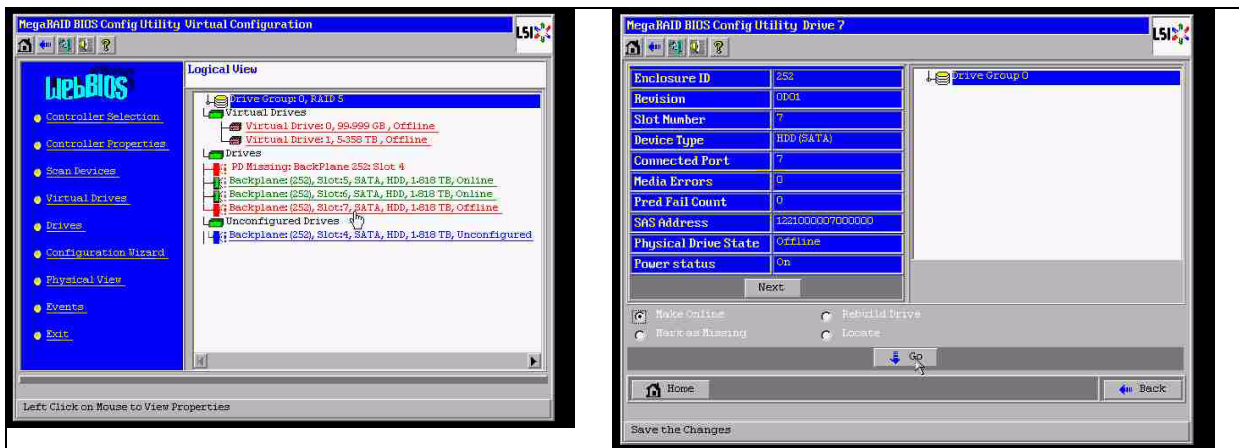 MegaRAID BIOS Config Utility Virtual Configuration
LSI
WebBIOS
Controller Selection
Controller Properties
Scan Devices
Virtual Drives
Drives
Configuration Wizard
Physical View
Events
Exit
Logical View
Drive Group: 0, RAID 5
Virtual Drives
Virtual Drive: 0, 99.999 GB , Offline
Virtual Drive: 1, 5.358 TB , Offline
Drives
PD Missing: BackPlane 252: Slot 4
Backplane: (252), Slot:5, SATA, HDD, 1.818 TB, Online
Backplane: (252), Slot:6, SATA, HDD, 1.818 TB, Online
Backplane: (252), Slot:7, SATA, HDD, 1.818 TB, Offline
Unconfigured Drives
Backplane: (252), Slot:4, SATA, HDD, 1.818 TB, Unconfigured
Left Click on Mouse to View Properties
MegaRAID BIOS Config Utility Drive 7
LSI
Enclosure ID 252
Revision 0D01
Slot Number 7
Device Type HDD (SATA)
Connected Port 7
Media Errors 0
Pred Fail Count 0
SAS Address 1221000007000000
Physical Drive State Offline
Power status On
Next
Drive Group 0
Make Online Rebuild Drive
Mark as Missing Locate
Go
Home Back
Save the Changes